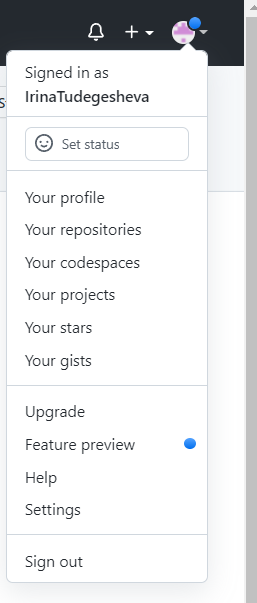 Signed in as
IrinaTudegesheva
Set status
Your profile
Your repositories
Your codespaces
Your projects
Your stars
Your gists
Upgrade
Feature preview
Help
Settings
Sign out